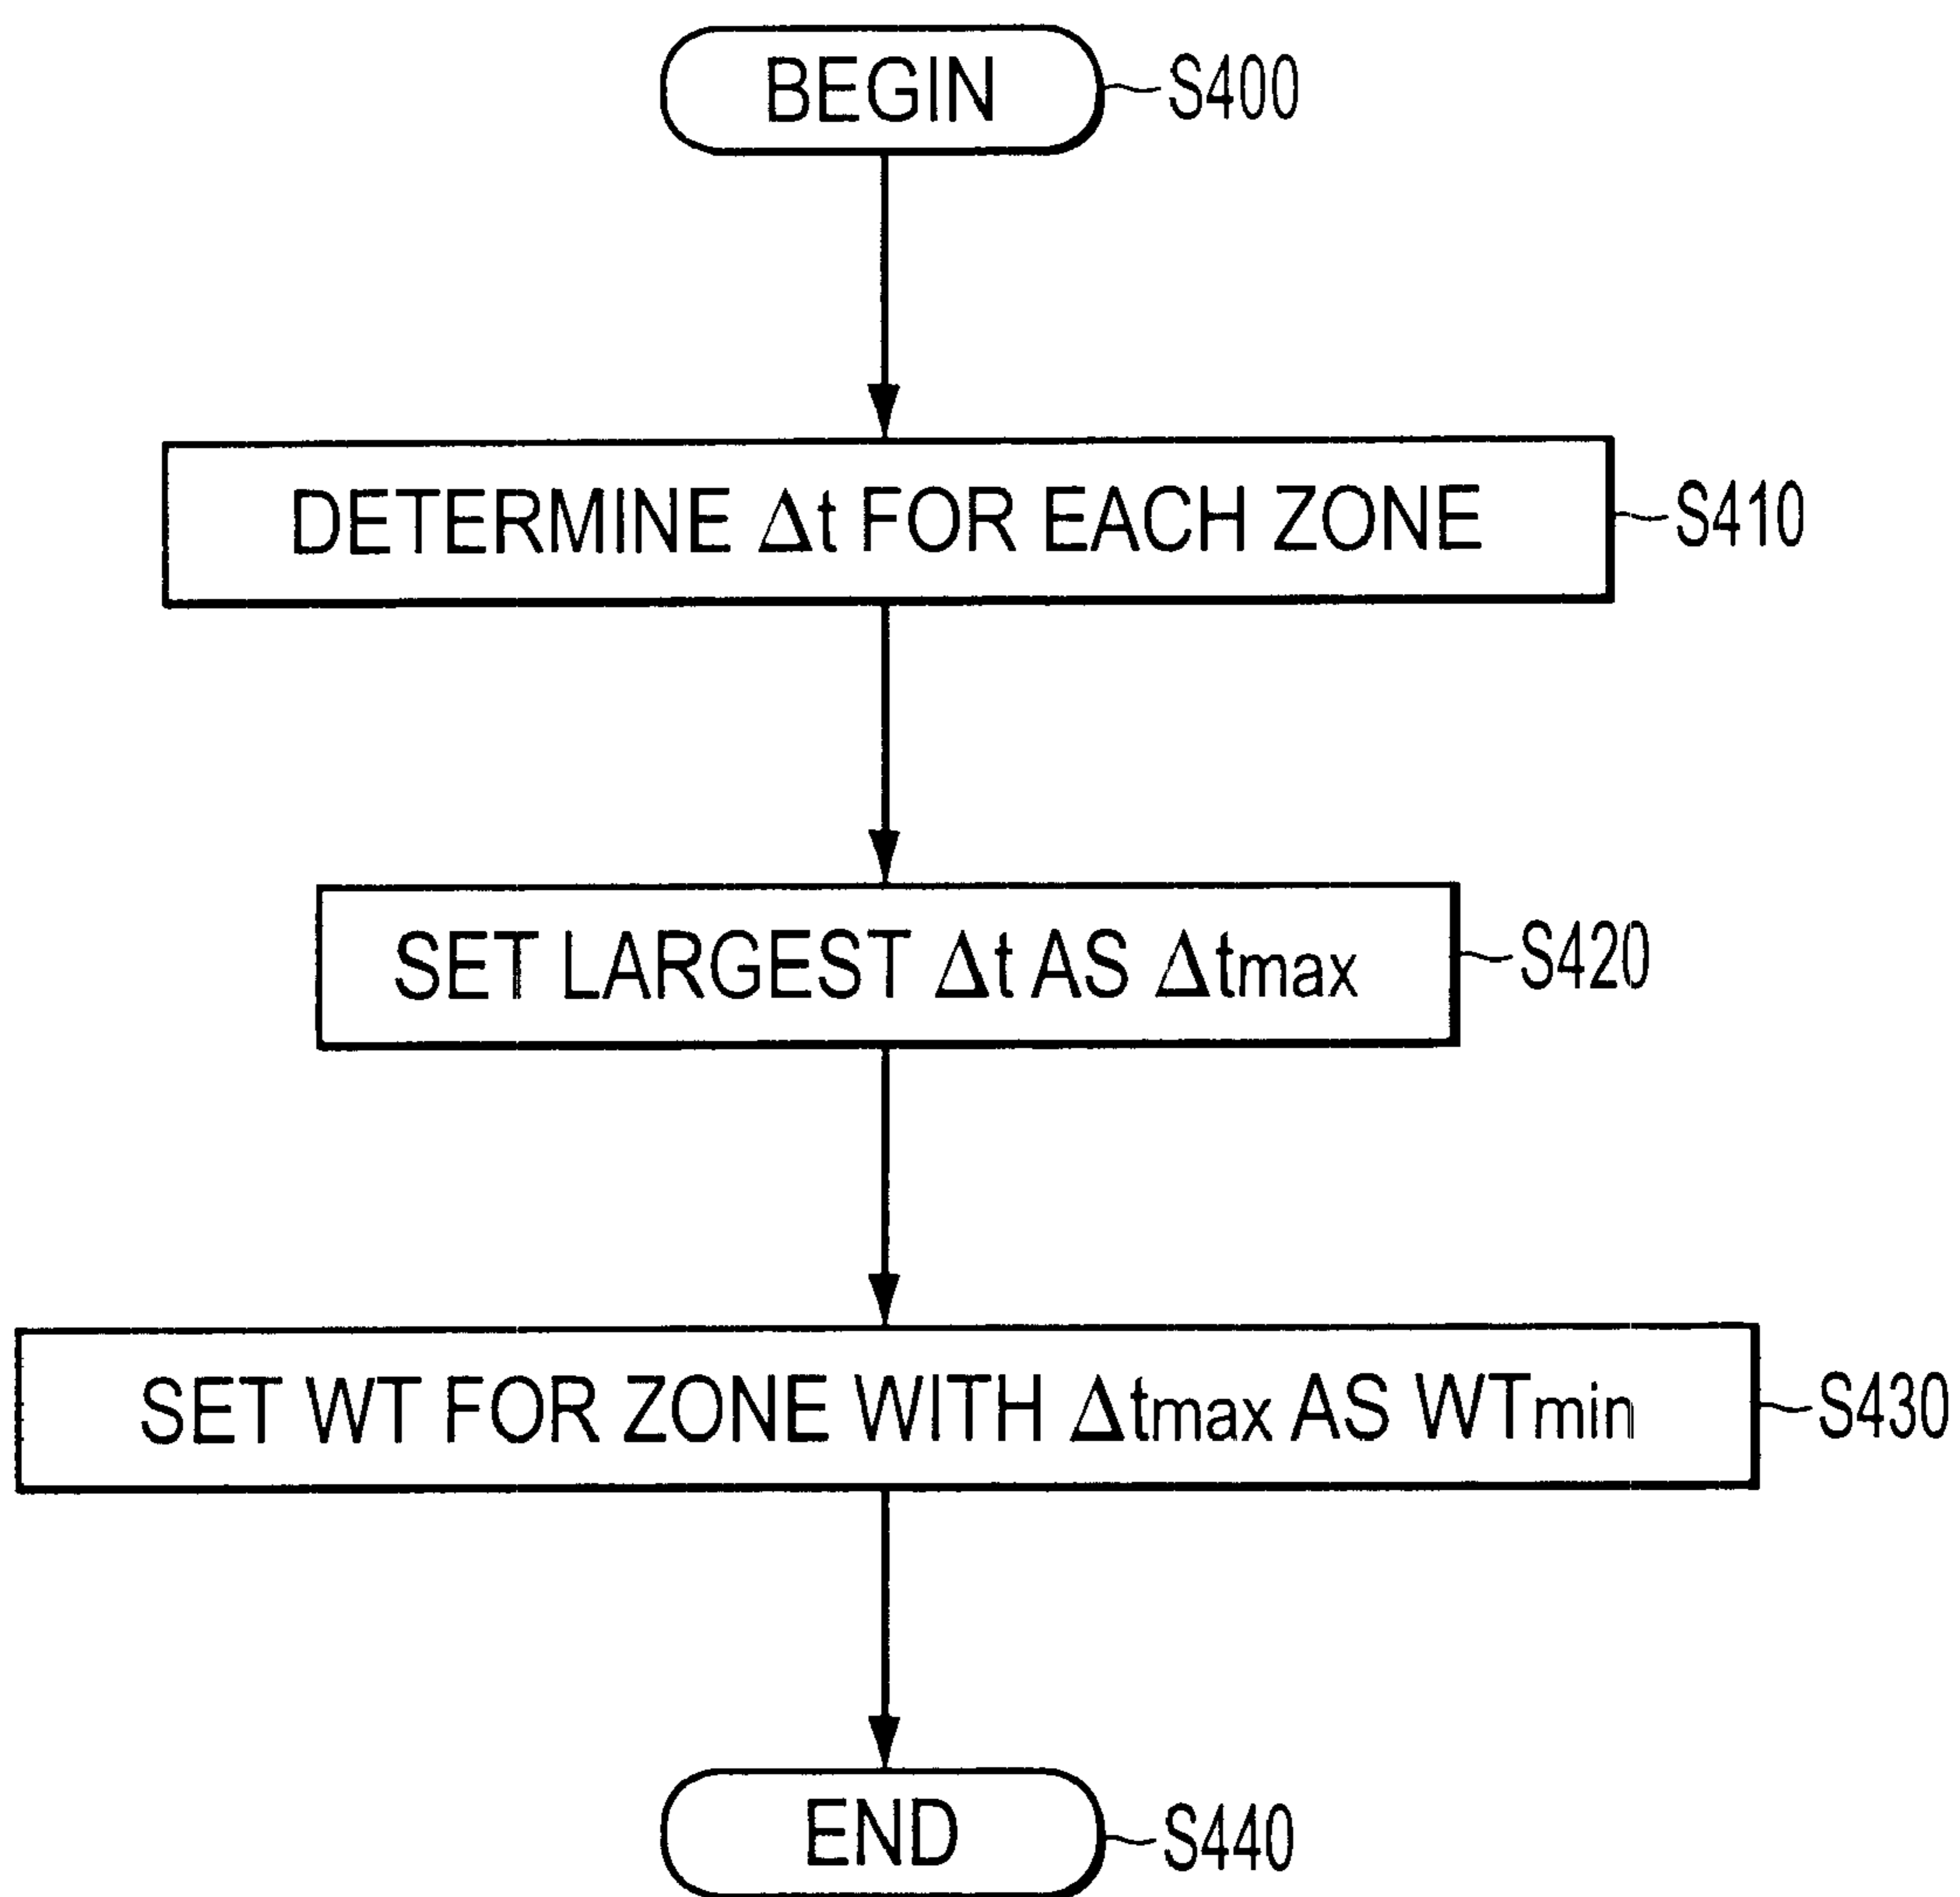 BEGIN S400
DETERMINE Δt FOR EACH ZONE S410
SET LARGEST Δt AS Δtmax S420
SET WT FOR ZONE WITH Δtmax AS WTmin S430
END S440